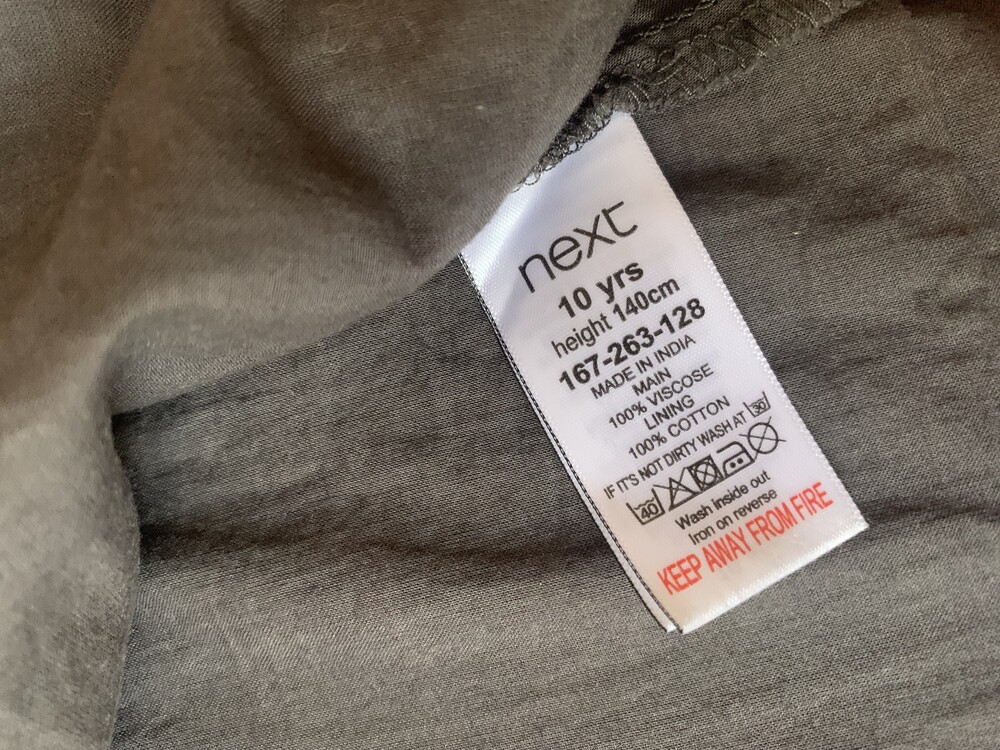 next
10 yrs
height 140cm
167-263-128
MADE IN INDIA
MAIN
100% VISCOSE
LINING
100% COTTON
IF IT'S NOT DIRTY WASH AT 30
40
Wash inside out
Iron on reverse
KEEP AWAY FROM FIRE